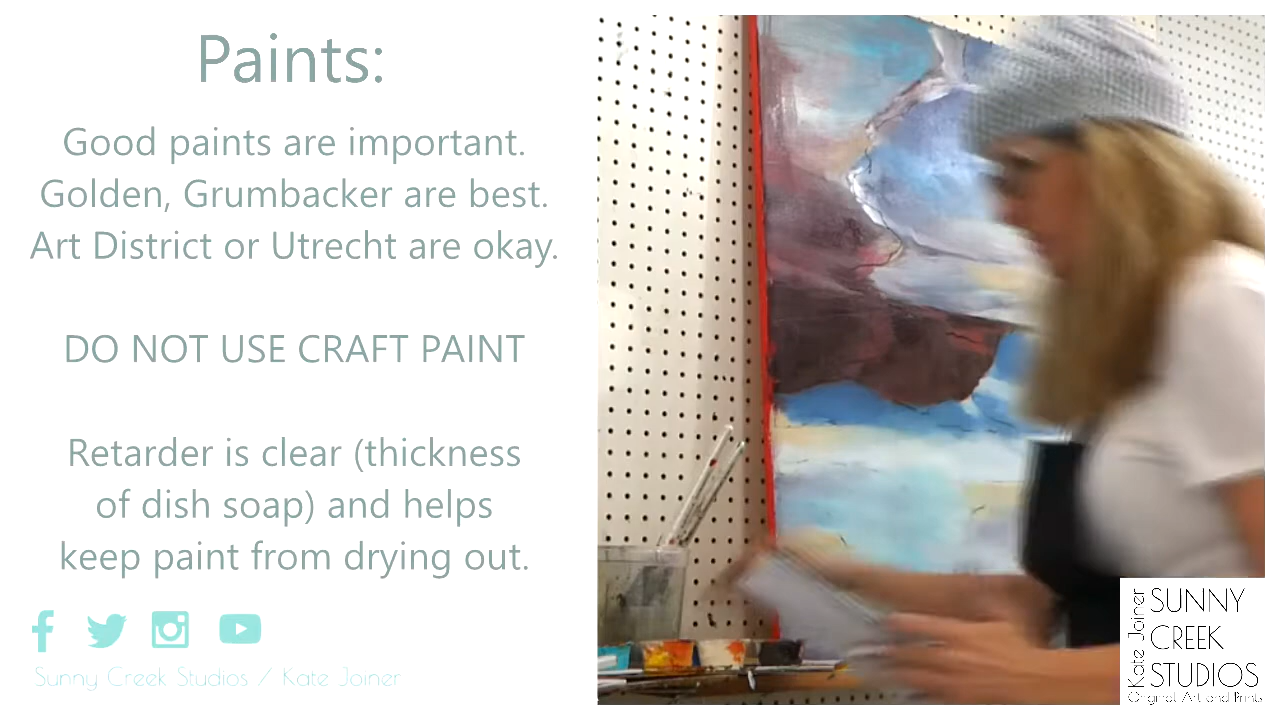 Paints:
Good paints are important.
Golden, Grumbacker are best.
Art District or Utrecht are okay.
DO NOT USE CRAFT PAINT
Retarder is clear (thickness
of dish soap) and helps
keep paint from drying out.
Sunny Creek Studios / Kate Joiner
Kate Joiner
SUNNY
CREEK
STUDIOS
Original Art and Prints